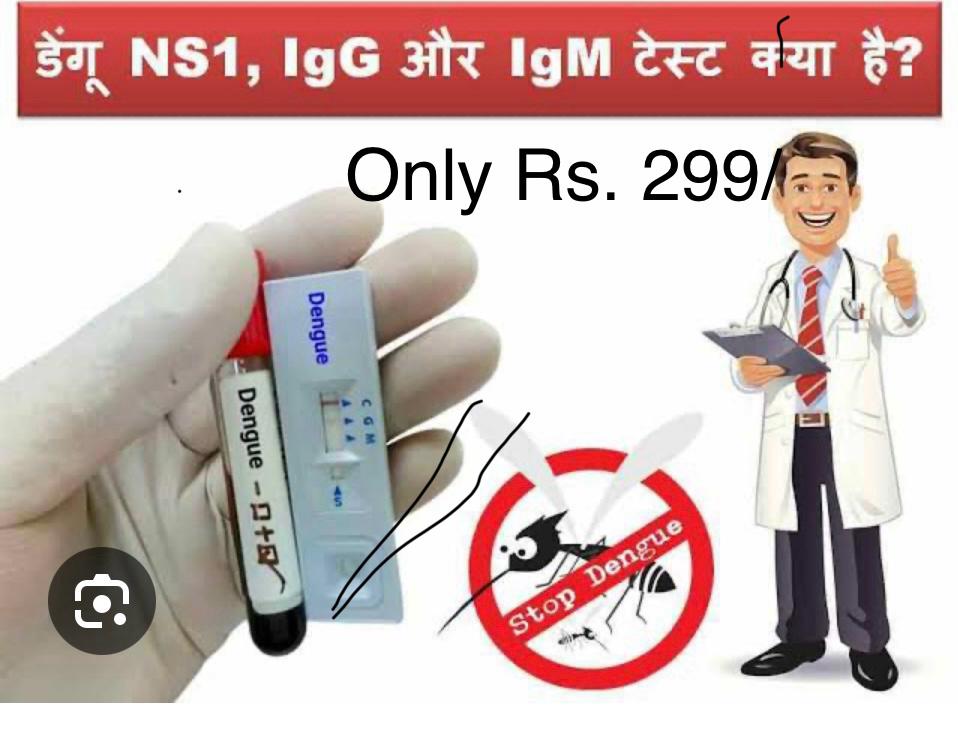 डेंगू NS1, IgG और IgM टेस्ट क्या है?
Only Rs. 299/
Dengue
C G M
S
Dengue -
Stop Dengue